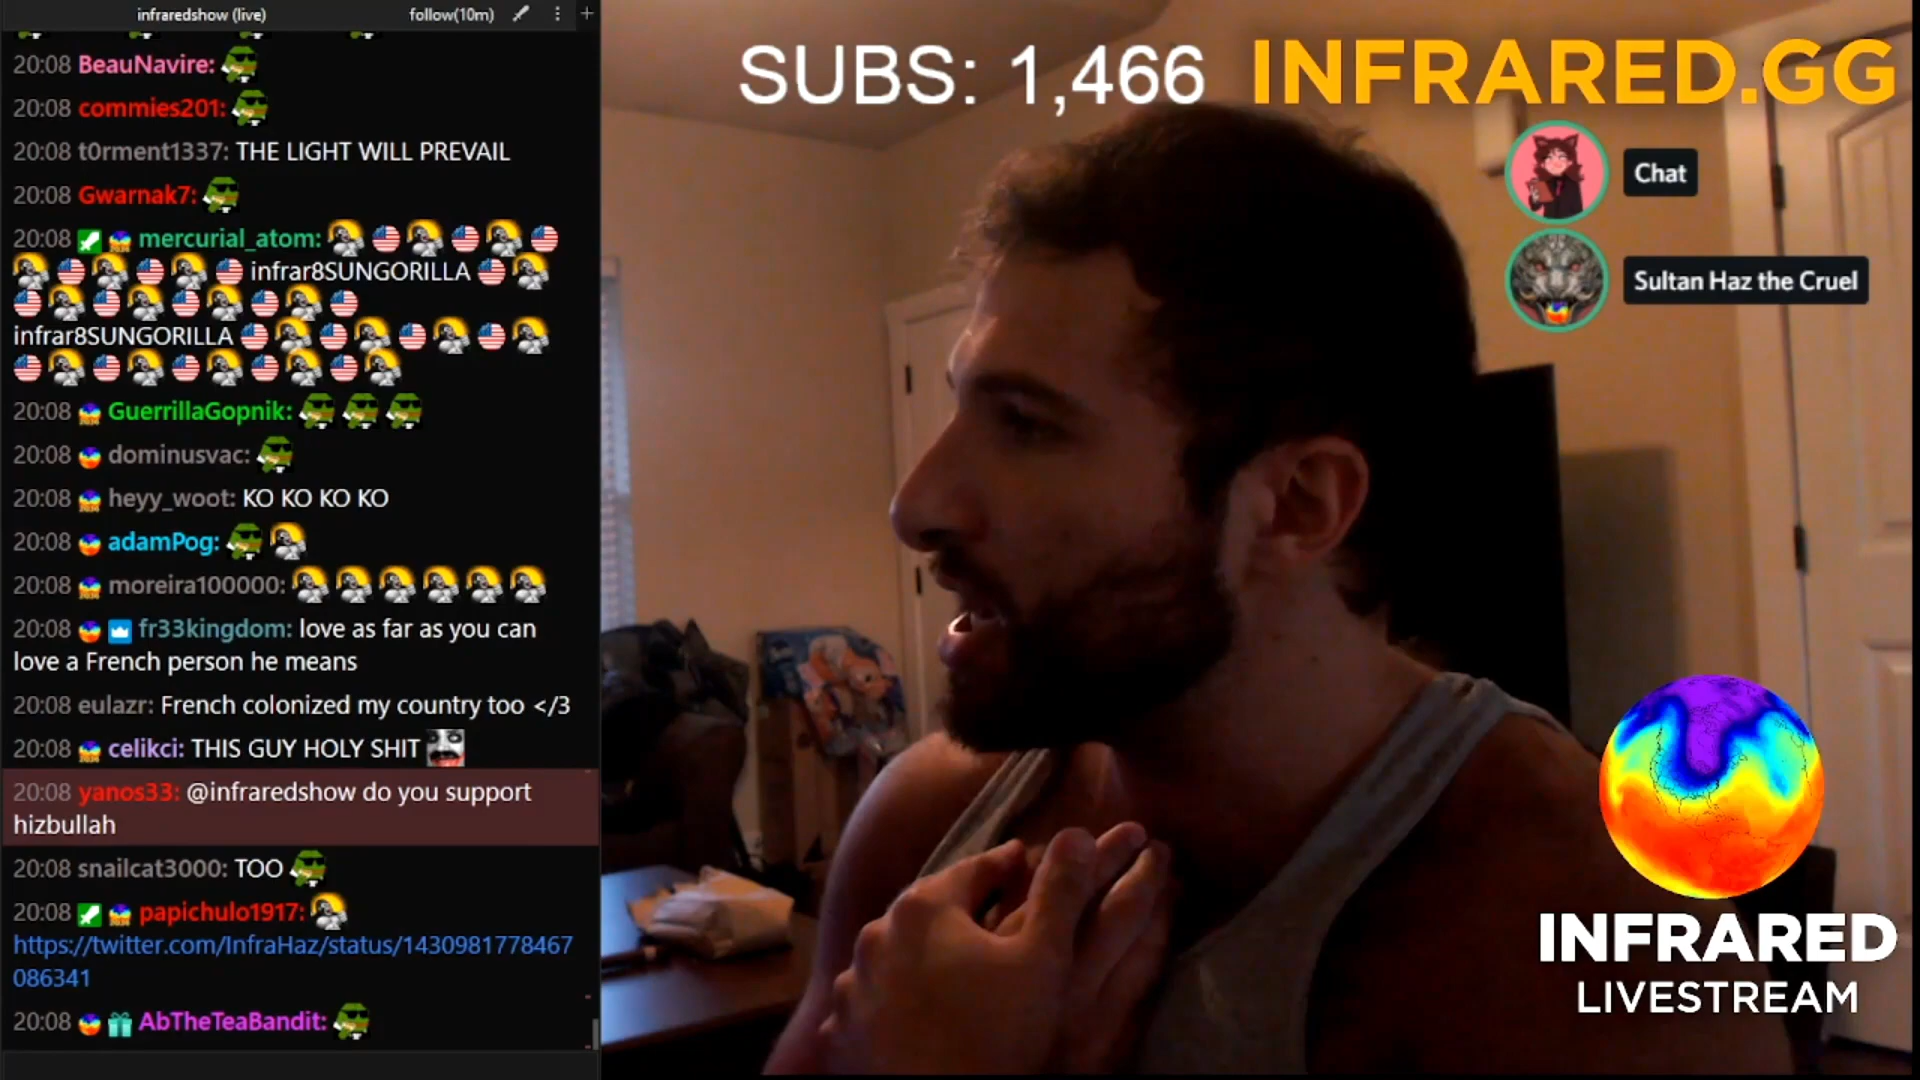 infraredshow (live)
follow(10m)
20:08 BeauNavire:
20:08 commies201:
20:08 t0rment1337: THE LIGHT WILL PREVAIL
20:08 Gwarnak7:
20:08 mercurial_atom:
infrar8SUNGORILLA
infrar8SUNGORILLA
20:08 GuerrillaGopnik:
20:08 dominusvac:
20:08 heyy_woot: KO KO KO KO
20:08 adamPog:
20:08 moreira100000:
20:08 fr33kingdom: love as far as you can
love a French person he means
20:08 eulazr: French colonized my country too </3
20:08 celikci: THIS GUY HOLY SHIT
20:08 yanos33: @infraredshow do you support
hizbullah
20:08 snailcat3000: TOO
20:08 papichulo1917:
https://twitter.com/InfraHaz/status/1430981778467
086341
20:08 AbTheTeaBandit:
SUBS: 1,466
INFRARED.GG
Chat
Sultan Haz the Cruel
INFRARED
LIVESTREAM